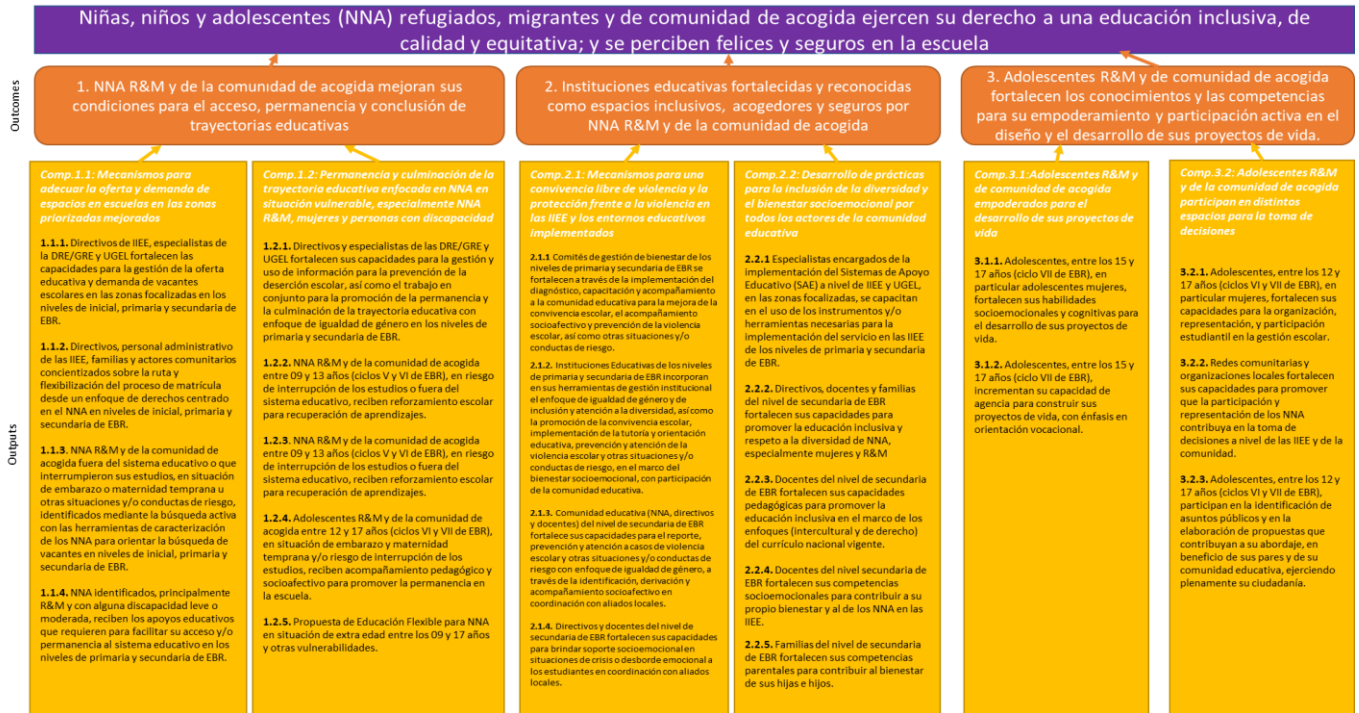 Niñas, niños y adolescentes (NNA) refugiados, migrantes y de comunidad de acogida ejercen su derecho a una educación inclusiva, de
calidad y equitativa; y se perciben felices y seguros en la escuela
Outcomes
1. NNA R&M y de la comunidad de acogida mejoran sus
condiciones para el acceso, permanencia y conclusión de
trayectorias educativas
2. Instituciones educativas fortalecidas y reconocidas
como espacios inclusivos, acogedores y seguros por
NNA R&M y de la comunidad de acogida
3. Adolescentes R&M y de comunidad de acogida
fortalecen los conocimientos y las competencias
para su empoderamiento y participación activa en el
diseño y el desarrollo de sus proyectos de vida.
Outputs
Comp.1.1: Mecanismos para
adecuar la oferta y demanda de
espacios en escuelas en las zonas
priorizadas mejorados
1.1.1. Directivos de IIEE, especialistas de
la DRE/GRE y UGEL fortalecen las
capacidades para la gestión de la oferta
educativa y demanda de vacantes
escolares en las zonas focalizadas en los
niveles de inicial, primaria y secundaria de
EBR.
1.1.2. Directivos, personal administrativo
de las IIEE, familias y actores comunitarios
concientizados sobre la ruta y
flexibilización del proceso de matrícula
desde un enfoque de derechos centrado
en el NNA en niveles de inicial, primaria y
secundaria de EBR.
1.1.3. NNA R&M y de la comunidad de
acogida fuera del sistema educativo o que
interrumpieron sus estudios, en situación
de embarazo o maternidad temprana u
otras situaciones y/o conductas de riesgo,
identificados mediante la búsqueda activa
con las herramientas de caracterización
de los NNA para orientar la búsqueda de
vacantes en niveles de inicial, primaria y
secundaria de EBR.
1.1.4. NNA identificados, principalmente
R&M y con alguna discapacidad leve o
moderada, reciben los apoyos educativos
que requieren para facilitar su acceso y/o
permanencia al sistema educativo en los
niveles de primaria y secundaria de EBR.
Comp.1.2: Permanencia y culminación de la
trayectoria educativa enfocada en NNA en
situación vulnerable, especialmente NNA
R&M, mujeres y personas con discapacidad
1.2.1. Directivos y especialistas de las DRE/GRE y
UGEL fortalecen sus capacidades para la gestión y
uso de información para la prevención de la
deserción escolar, así como el trabajo en
conjunto para la promoción de la permanencia y
la culminación de la trayectoria educativa con
enfoque de igualdad de género en los niveles de
primaria y secundaria de EBR.
1.2.2. NNA R&M y de la comunidad de acogida
entre 09 y 13 años (ciclos V y VI de EBR), en
riesgo de interrupción de los estudios o fuera del
sistema educativo, reciben reforzamiento escolar
para recuperación de aprendizajes.
1.2.3. NNA R&M y de la comunidad de acogida
entre 09 y 13 años (ciclos V y VI de EBR), en riesgo
de interrupción de los estudios o fuera del
sistema educativo, reciben reforzamiento escolar
para recuperación de aprendizajes.
1.2.4. Adolescentes R&M y de la comunidad de
acogida entre 12 y 17 años (ciclos VI y VII de EBR),
en situación de embarazo y maternidad
temprana y/o riesgo de interrupción de los
estudios, reciben acompañamiento pedagógico y
socioafectivo para promover la permanencia en
la escuela.
1.2.5. Propuesta de Educación Flexible para NNA
en situación de extra edad entre los 09 y 17 años
y otras vulnerabilidades.
Comp.2.1: Mecanismos para una
convivencia libre de violencia y la
protección frente a la violencia en
las IIEE y los entornos educativos
implementados
2.1.1 Comités de gestión de bienestar de los
niveles de primaria y secundaria de EBR se
fortalecen a través de la implementación del
diagnóstico, capacitación y acompañamiento
a la comunidad educativa para la mejora de la
convivencia escolar, el acompañamiento
socioafectivo y prevención de la violencia
escolar, así como otras situaciones y/o
conductas de riesgo.
2.1.2. Instituciones Educativas de los niveles
de primaria y secundaria de EBR incorporan
en sus herramientas de gestión institucional
el enfoque de igualdad de género y de
inclusión y atención a la diversidad, así como
la promoción de la convivencia escolar,
implementación de la tutoría y orientación
educativa, prevención y atención de la
violencia escolar y otras situaciones y/o
conductas de riesgo, en el marco del
bienestar socioemocional, con participación
de la comunidad educativa.
2.1.3. Comunidad educativa (NNA, directivos
y docentes) del nivel de secundaria de EBR
fortalece sus capacidades para el reporte,
prevención y atención a casos de violencia
escolar y otras situaciones y/o conductas de
riesgo con enfoque de igualdad de género, a
través de la identificación, derivación y
acompañamiento socioafectivo en
coordinación con aliados locales.
2.1.4. Directivos y docentes del nivel de
secundaria de EBR fortalecen sus capacidades
para brindar soporte socioemocional en
situaciones de crisis o desborde emocional a
los estudiantes en coordinación con aliados
locales.
Comp.2.2: Desarrollo de prácticas
para la inclusión de la diversidad y
el bienestar socioemocional por
todos los actores de la comunidad
educativa
2.2.1 Especialistas encargados de la
implementación del Sistemas de Apoyo
Educativo (SAE) a nivel de IIEE y UGEL,
en las zonas focalizadas, se capacitan
en el uso de los instrumentos y/o
herramientas necesarias para la
implementación del servicio en las IIEE
de los niveles de primaria y secundaria
de EBR.
2.2.2. Directivos, docentes y familias
del nivel de secundaria de EBR
fortalecen sus capacidades para
promover la educación inclusiva y
respeto a la diversidad de NNA,
especialmente mujeres y R&M
2.2.3. Docentes del nivel de secundaria
de EBR fortalecen sus capacidades
pedagógicas para promover la
educación inclusiva en el marco de los
enfoques (intercultural y de derecho)
del currículo nacional vigente.
2.2.4. Docentes del nivel secundaria de
EBR fortalecen sus competencias
socioemocionales para contribuir a su
propio bienestar y al de los NNA en las
IIEE.
2.2.5. Familias del nivel de secundaria
de EBR fortalecen sus competencias
parentales para contribuir al bienestar
de sus hijas e hijos.
Comp.3.1:Adolescentes R&M y
de comunidad de acogida
empoderados para el
desarrollo de sus proyectos de
vida
3.1.1. Adolescentes, entre los 15 y
17 años (ciclo VII de EBR), en
particular adolescentes mujeres,
fortalecen sus habilidades
socioemocionales y cognitivas para
el desarrollo de sus proyectos de
vida.
3.1.2. Adolescentes, entre los 15 y
17 años (ciclo VII de EBR),
incrementan su capacidad de
agencia para construir sus
proyectos de vida, con énfasis en
orientación vocacional.
Comp.3.2: Adolescentes R&M
y de la comunidad de acogida
participan en distintos
espacios para la toma de
decisiones
3.2.1. Adolescentes, entre los 12 y
17 años (ciclos VI y VII de EBR), en
particular mujeres, fortalecen sus
capacidades para la organización,
representación, y participación
estudiantil en la gestión escolar.
3.2.2. Redes comunitarias y
organizaciones locales fortalecen
sus capacidades para promover
que la participación y
representación de los NNA
contribuya en la toma de
decisiones a nivel de las IIEE y de la
comunidad.
3.2.3. Adolescentes, entre los 12 y
17 años (ciclos VI y VII de EBR),
participan en la identificación de
asuntos públicos y en la
elaboración de propuestas que
contribuyan a su abordaje, en
beneficio de sus pares y de su
comunidad educativa, ejerciendo
plenamente su ciudadanía.